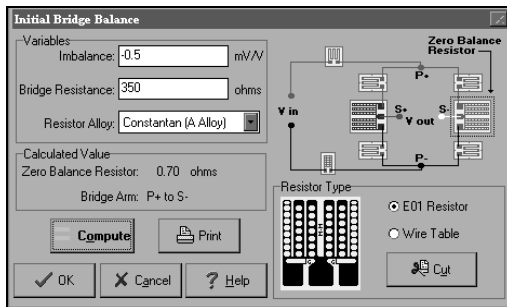 Initial Bridge Balance
Variables
Imbalance: -0.5 mV/V
Bridge Resistance: 350 ohms
Resistor Alloy: Constantan (A Alloy)
Calculated Value
Zero Balance Resistor: 0.70 ohms
Bridge Arm: P+ to S-
Compute
Print
OK
Cancel
Help
Zero Balance
Resistor
P+
V in
S+
S-
V out
P-
Resistor Type
E01 Resistor
Wire Table
Cut